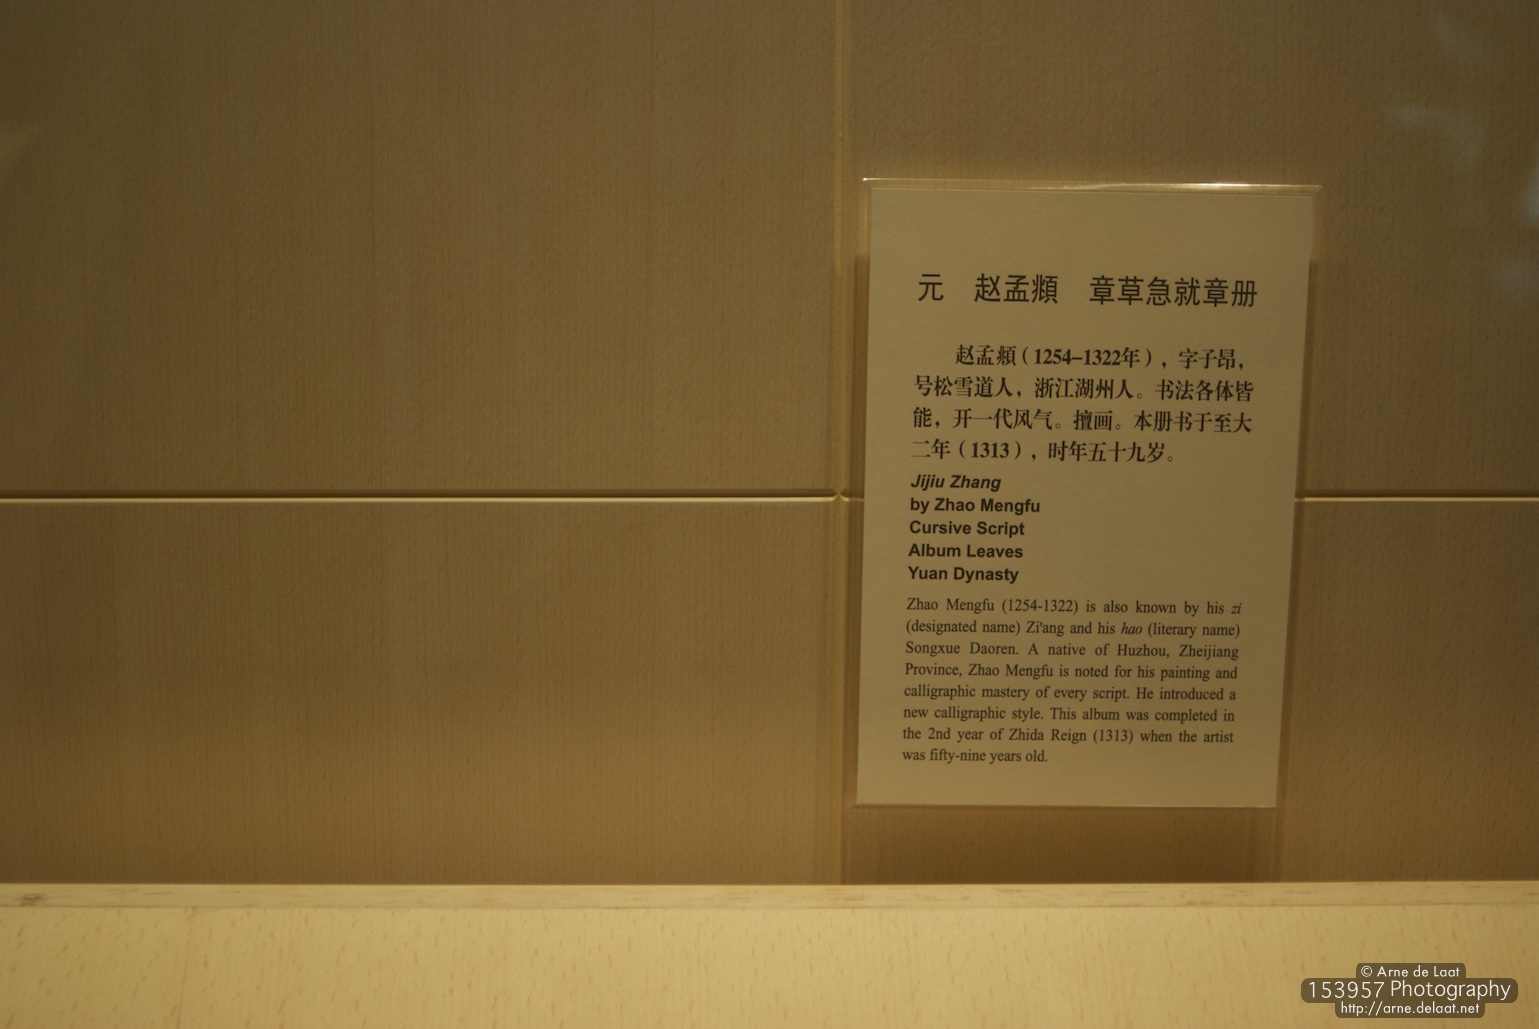 元 赵孟頫 章草急就章册
赵孟頫（1254-1322年），字子昂，
号松雪道人，浙江湖州人。书法各体皆
能，开一代风气。擅画。本册书于至大
二年（1313），时年五十九岁。
Jijiu Zhang
by Zhao Mengfu
Cursive Script
Album Leaves
Yuan Dynasty
Zhao Mengfu (1254-1322) is also known by his zi
(designated name) Zi'ang and his hao (literary name)
Songxue Daoren. A native of Huzhou, Zheijiang
Province, Zhao Mengfu is noted for his painting and
calligraphic mastery of every script. He introduced a
new calligraphic style. This album was completed in
the 2nd year of Zhida Reign (1313) when the artist
was fifty-nine years old.
© Arne de Laat
153957 Photography
http://arne.delaat.net